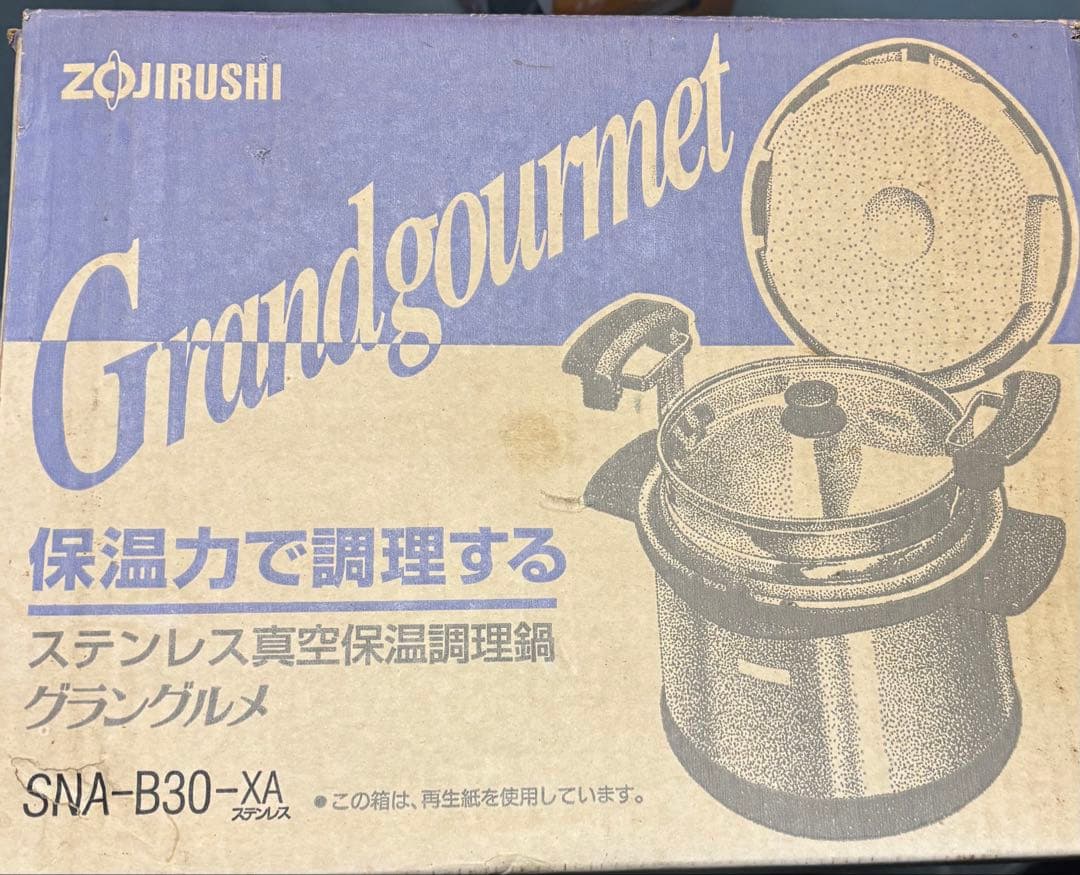 ZOJIRUSHI
Grandgourmet
保温力で調理する
ステンレス真空保温調理鍋
グラングルメ
SNA-B30-XA
ステンレス
●この箱は、再生紙を使用しています。